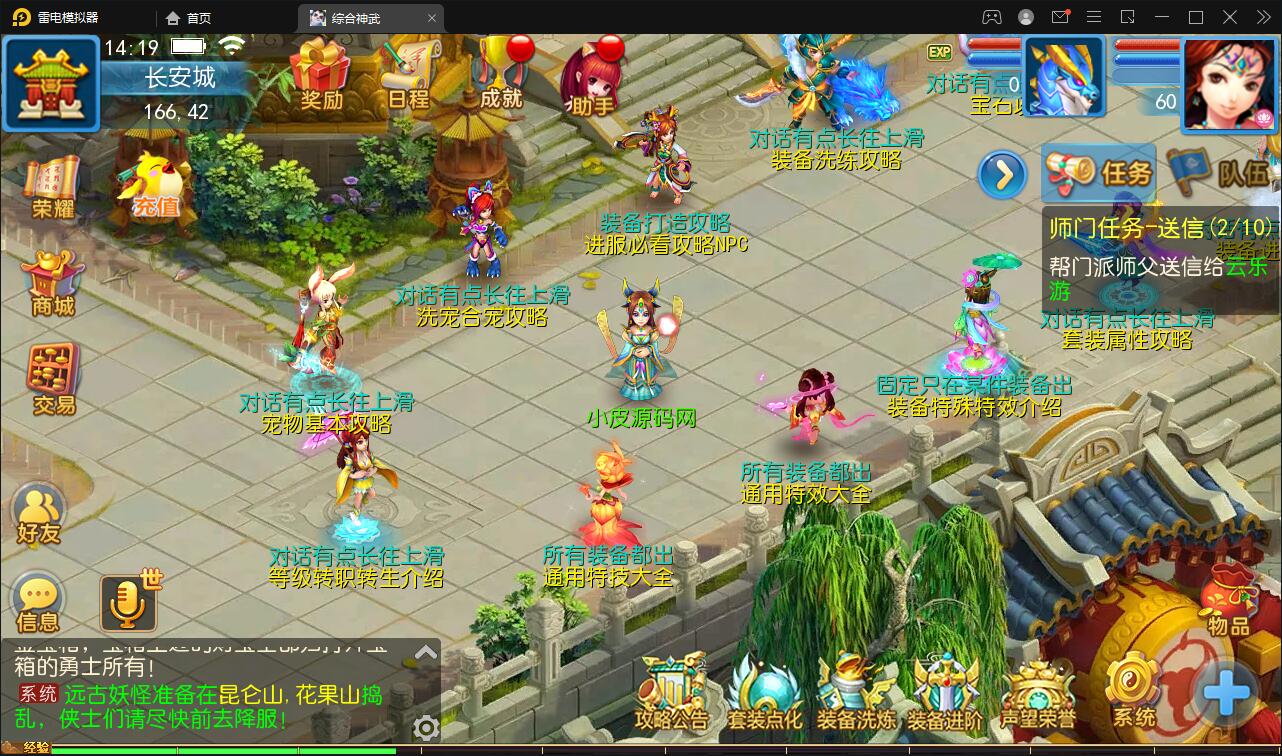 雷电模拟器
首页
综合神武
14:19
长安城
166,42
奖励
日程
成就
助手
EXP
0
60
荣耀
充值
商城
交易
好友
信息
世
任务
队伍
师门任务-送信(2/10)
帮门派师父送信给云乐
游
对话有点
宝石
对话有点长往上滑
装备洗练攻略
装备打造攻略
进服必看攻略NPC
对话有点长往上滑
洗宠合宠攻略
对话有点长往上滑
套装属性攻略
对话有点长往上滑
宠物基本攻略
小皮源码网
固定只在某件装备出
装备特殊特效介绍
所有装备都出
通用特效大全
对话有点长往上滑
等级转职转生介绍
所有装备都出
通用特技大全
箱的勇士所有!
系统 远古妖怪准备在昆仑山,花果山捣
乱，侠士们请尽快前去降服!
经验
攻略公告
套装点化
装备洗炼
装备进阶
声望荣誉
系统
物品